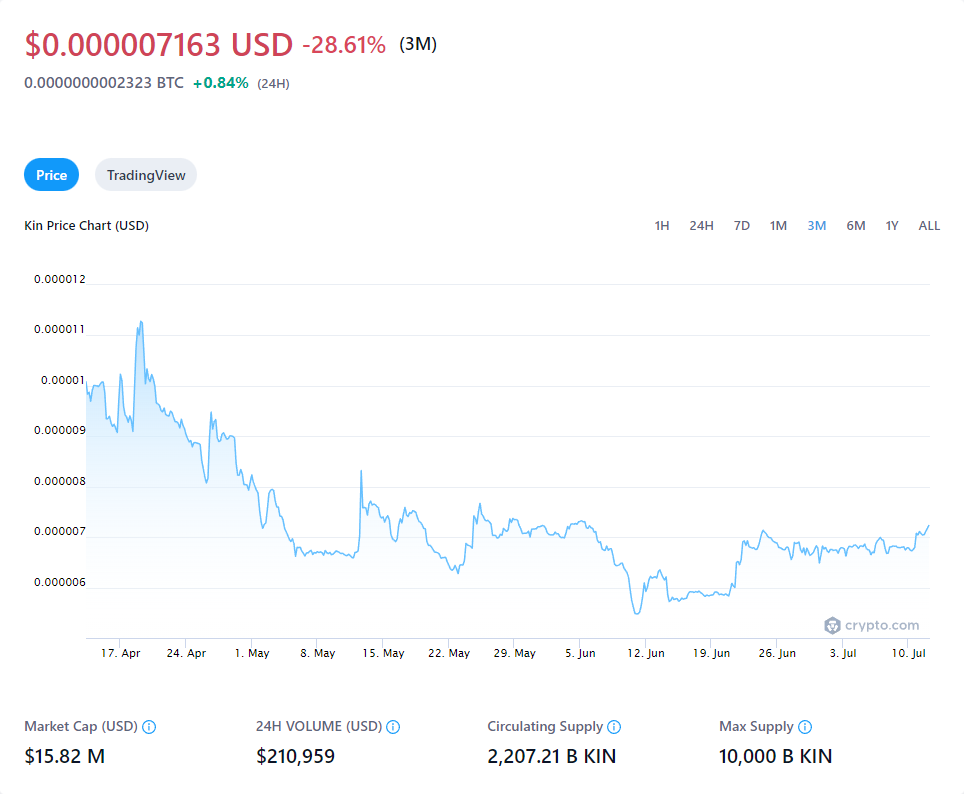 $0.000007163 USD -28.61% (3M)
0.0000000002323 BTC +0.84% (24H)
Price TradingView
Kin Price Chart (USD) 1H 24H 7D 1M 3M 6M 1Y ALL
0.000012
0.000011
0.00001
0.000009
0.000008
0.000007
0.000006
crypto.com
17. Apr 24. Apr 1. May 8. May 15. May 22. May 29. May 5. Jun 12. Jun 19. Jun 26. Jun 3. Jul 10. Jul
Market Cap (USD) 24H VOLUME (USD) Circulating Supply Max Supply
$15.82 M $210,959 2,207.21 B KIN 10,000 B KIN